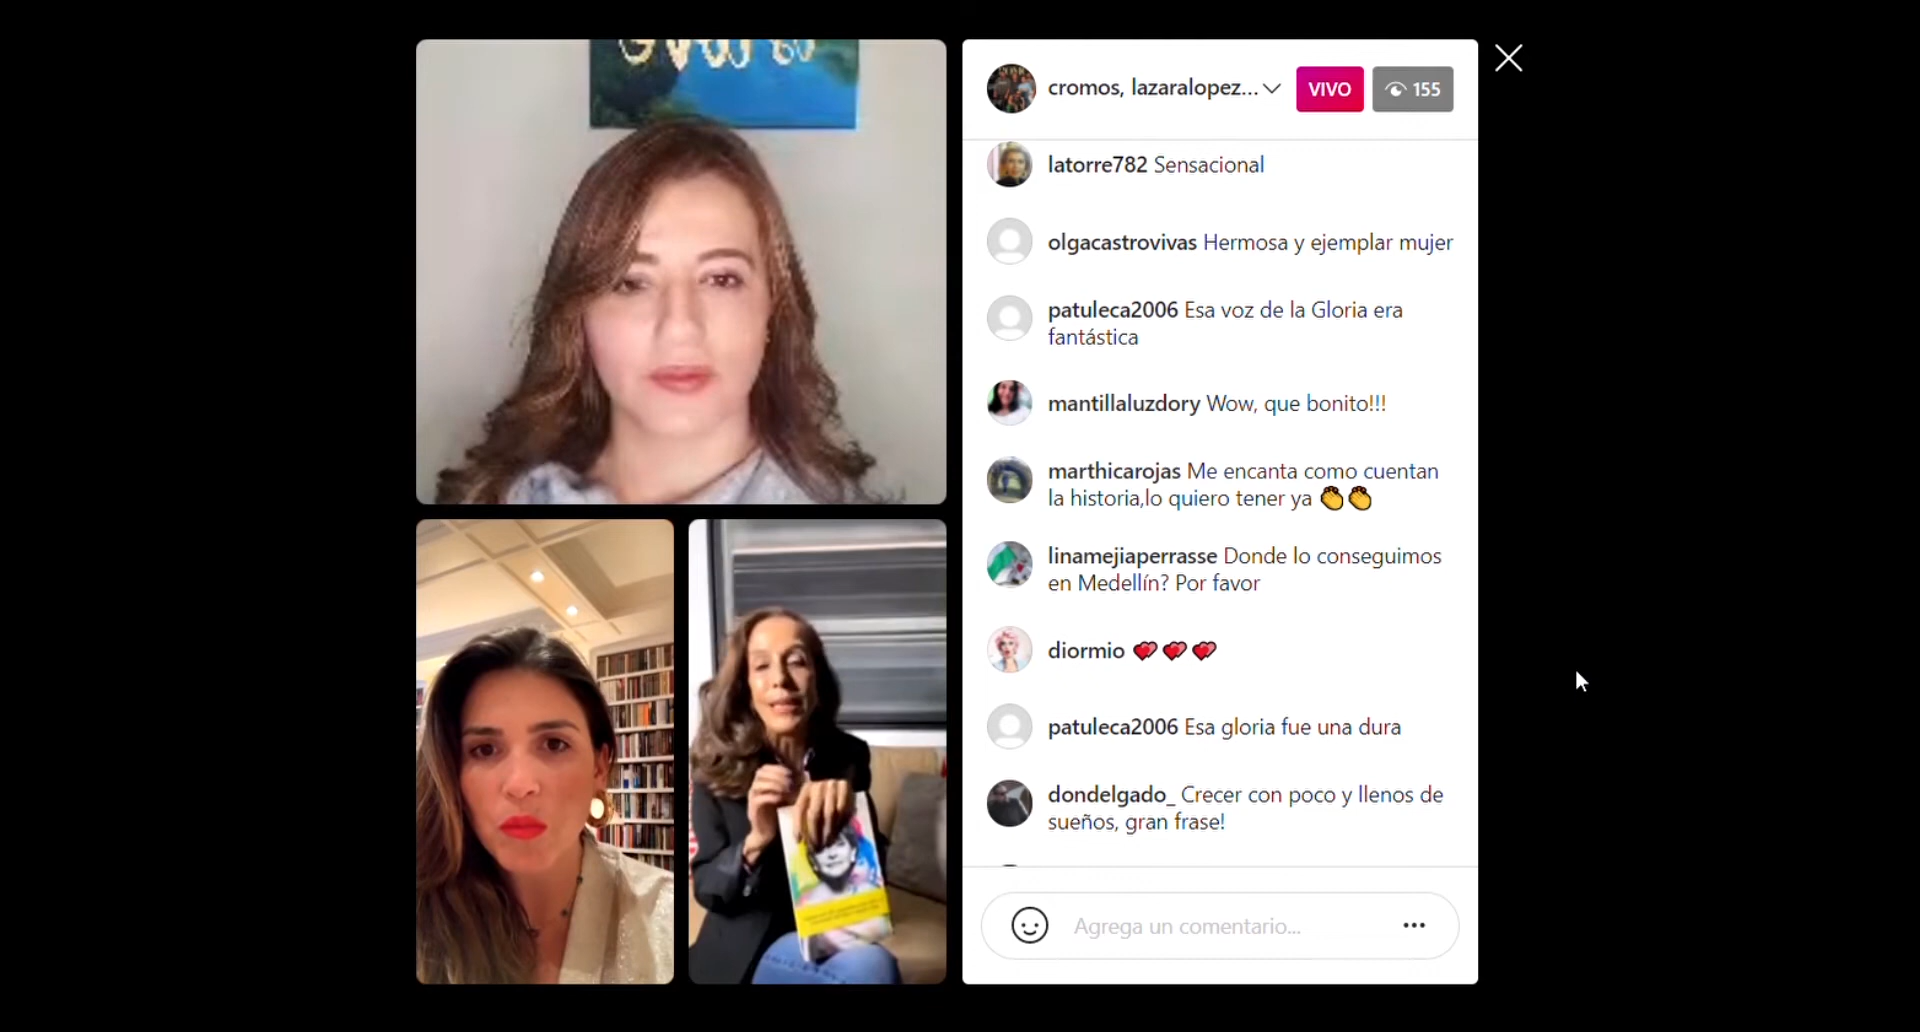 cromos, lazaralopez...
VIVO
155
latorre782 Sensacional
olgacastrovivas Hermosa y ejemplar mujer
patuleca2006 Esa voz de la Gloria era
fantástica
mantillaluzdory Wow, que bonito!!!
marthicarojas Me encanta como cuentan
la historia,lo quiero tener ya 👏👏
linamejiaperrasse Donde lo conseguimos
en Medellín? Por favor
diormio 💕💕💕
patuleca2006 Esa gloria fue una dura
dondelgado_ Crecer con poco y llenos de
sueños, gran frase!
Agrega un comentario...